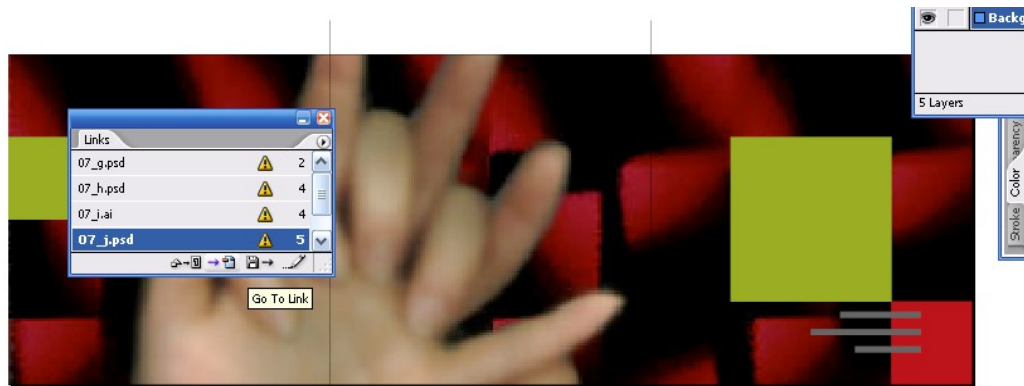 Backg
5 Layers
Links
07_g.psd 2
07_h.psd 4
07_i.ai 4
07_j.psd 5
Go To Link
arency
Color
Stroke